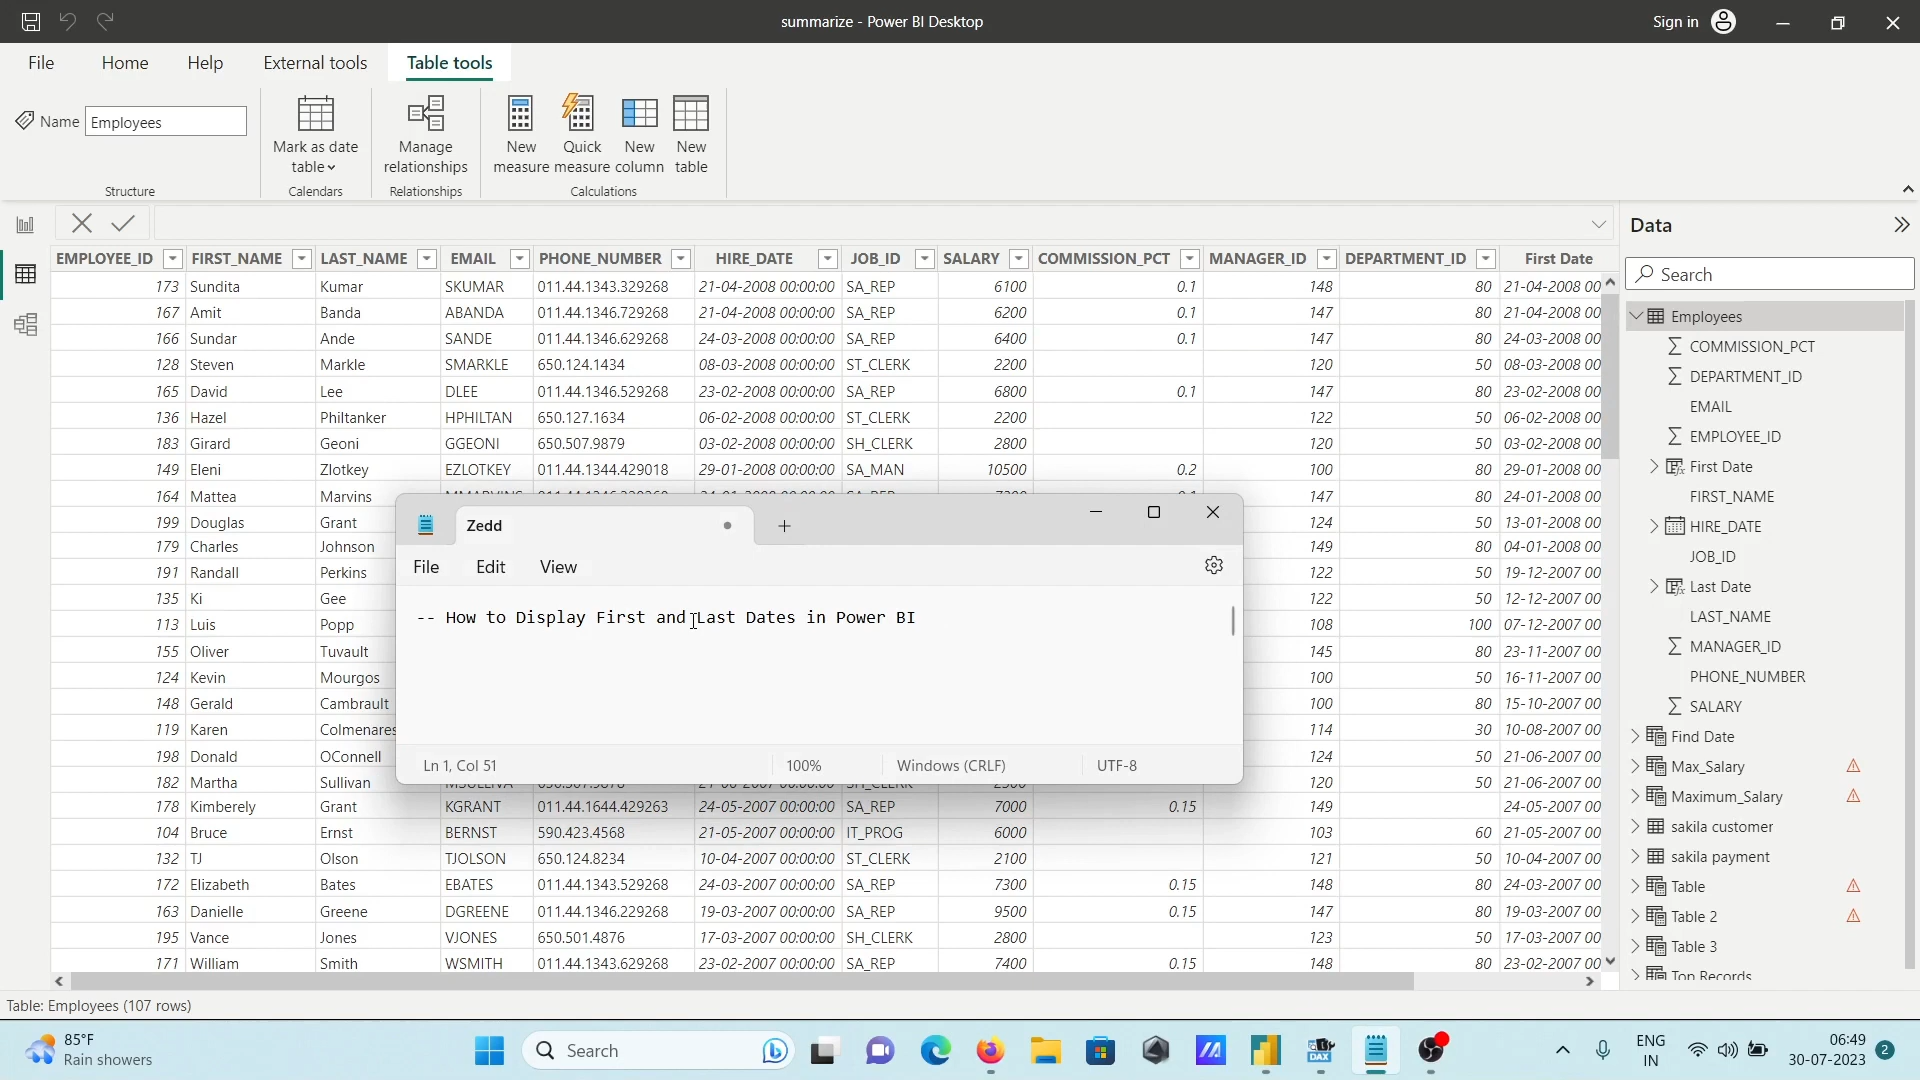 summarize - Power BI Desktop
Sign in
File Home Help External tools Table tools
Name Employees
Mark as date table
Manage relationships
New measure
Quick measure
New column
New table
Structure Calendars Relationships Calculations
Data
Search
EMPLOYEE_ID FIRST_NAME LAST_NAME EMAIL PHONE_NUMBER HIRE_DATE JOB_ID SALARY COMMISSION_PCT MANAGER_ID DEPARTMENT_ID First Date
173 Sundita Kumar SKUMAR 011.44.1343.329268 21-04-2008 00:00:00 SA_REP 6100 0.1 148 80 21-04-2008 00
167 Amit Banda ABANDA 011.44.1346.729268 21-04-2008 00:00:00 SA_REP 6200 0.1 147 80 21-04-2008 00
166 Sundar Ande SANDE 011.44.1346.629268 24-03-2008 00:00:00 SA_REP 6400 0.1 147 80 24-03-2008 00
128 Steven Markle SMARKLE 650.124.1434 08-03-2008 00:00:00 ST_CLERK 2200 120 50 08-03-2008 00
165 David Lee DLEE 011.44.1346.529268 23-02-2008 00:00:00 SA_REP 6800 0.1 147 80 23-02-2008 00
136 Hazel Philtanker HPHILTAN 650.127.1634 06-02-2008 00:00:00 ST_CLERK 2200 122 50 06-02-2008 00
183 Girard Geoni GGEONI 650.507.9879 03-02-2008 00:00:00 SH_CLERK 2800 120 50 03-02-2008 00
149 Eleni Zlotkey EZLOTKEY 011.44.1344.429018 29-01-2008 00:00:00 SA_MAN 10500 0.2 100 80 29-01-2008 00
164 Mattea Marvins 147 80 24-01-2008 00
199 Douglas Grant 124 50 13-01-2008 00
179 Charles Johnson 149 80 04-01-2008 00
191 Randall Perkins 122 50 19-12-2007 00
135 Ki Gee 122 50 12-12-2007 00
113 Luis Popp 108 100 07-12-2007 00
155 Oliver Tuvault 145 80 23-11-2007 00
124 Kevin Mourgos 100 50 16-11-2007 00
148 Gerald Cambrault 100 80 15-10-2007 00
119 Karen Colmenares 114 30 10-08-2007 00
198 Donald OConnell 124 50 21-06-2007 00
182 Martha Sullivan 120 50 21-06-2007 00
178 Kimberely Grant KGRANT 011.44.1644.429263 24-05-2007 00:00:00 SA_REP 7000 0.15 149 24-05-2007 00
104 Bruce Ernst BERNST 590.423.4568 21-05-2007 00:00:00 IT_PROG 6000 103 60 21-05-2007 00
132 TJ Olson TJOLSON 650.124.8234 10-04-2007 00:00:00 ST_CLERK 2100 121 50 10-04-2007 00
172 Elizabeth Bates EBATES 011.44.1343.529268 24-03-2007 00:00:00 SA_REP 7300 0.15 148 80 24-03-2007 00
163 Danielle Greene DGREENE 011.44.1346.229268 19-03-2007 00:00:00 SA_REP 9500 0.15 147 80 19-03-2007 00
195 Vance Jones VJONES 650.501.4876 17-03-2007 00:00:00 SH_CLERK 2800 123 50 17-03-2007 00
171 William Smith WSMITH 011.44.1343.629268 23-02-2007 00:00:00 SA_REP 7400 0.15 148 80 23-02-2007 00
Zedd
File Edit View
-- How to Display First and Last Dates in Power BI
Ln 1, Col 51 100% Windows (CRLF) UTF-8
Employees
COMMISSION_PCT
DEPARTMENT_ID
EMAIL
EMPLOYEE_ID
First Date
FIRST_NAME
HIRE_DATE
JOB_ID
Last Date
LAST_NAME
MANAGER_ID
PHONE_NUMBER
SALARY
Find Date
Max_Salary
Maximum_Salary
sakila customer
sakila payment
Table
Table 2
Table 3
Top Records
Table: Employees (107 rows)
85°F
Rain showers
Search
DAX
ENG
IN
06:49
30-07-2023
2